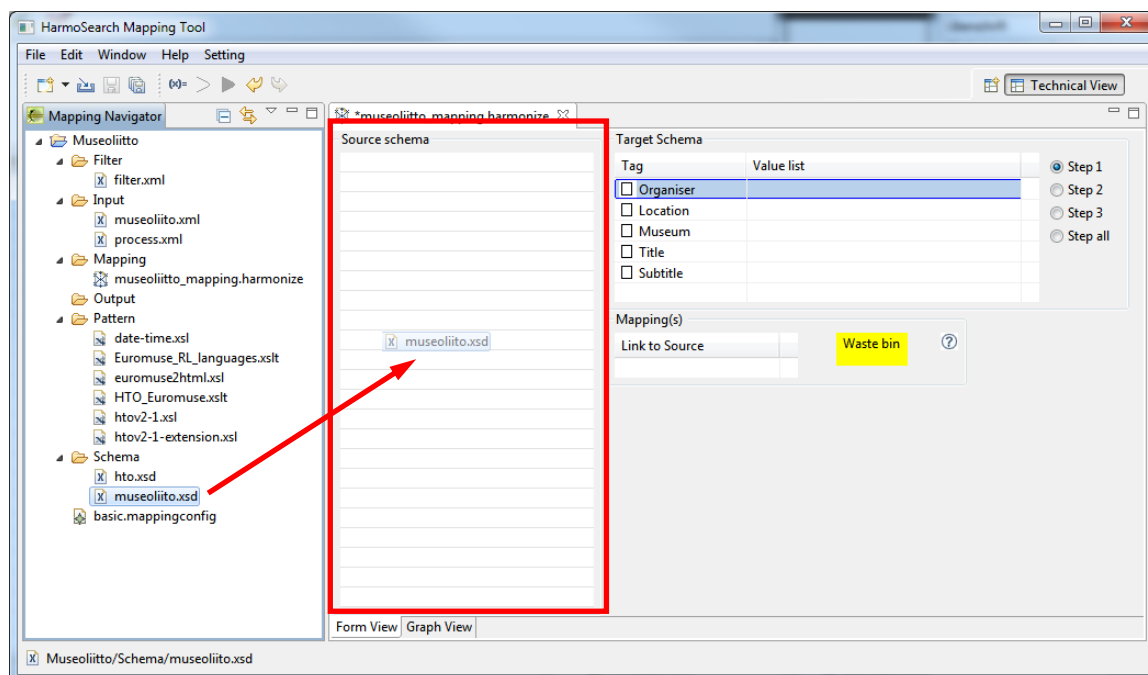 HarmoSearch Mapping Tool
File Edit Window Help Setting
(x)= Technical View
Mapping Navigator
Museoliitto
Filter
filter.xml
Input
museoliito.xml
process.xml
Mapping
museoliitto_mapping.harmonize
Output
Pattern
date-time.xsl
Euromuse_RL_languages.xslt
euromuse2html.xsl
HTO_Euromuse.xslt
htov2-1.xsl
htov2-1-extension.xsl
Schema
hto.xsd
museoliito.xsd
basic.mappingconfig
*museoliitto_mapping.harmonize
Source schema
museoliito.xsd
Form View Graph View
Target Schema
Tag Value list
Organiser
Location
Museum
Title
Subtitle
Step 1
Step 2
Step 3
Step all
Mapping(s)
Link to Source
Waste bin
?
Museoliitto/Schema/museoliito.xsd